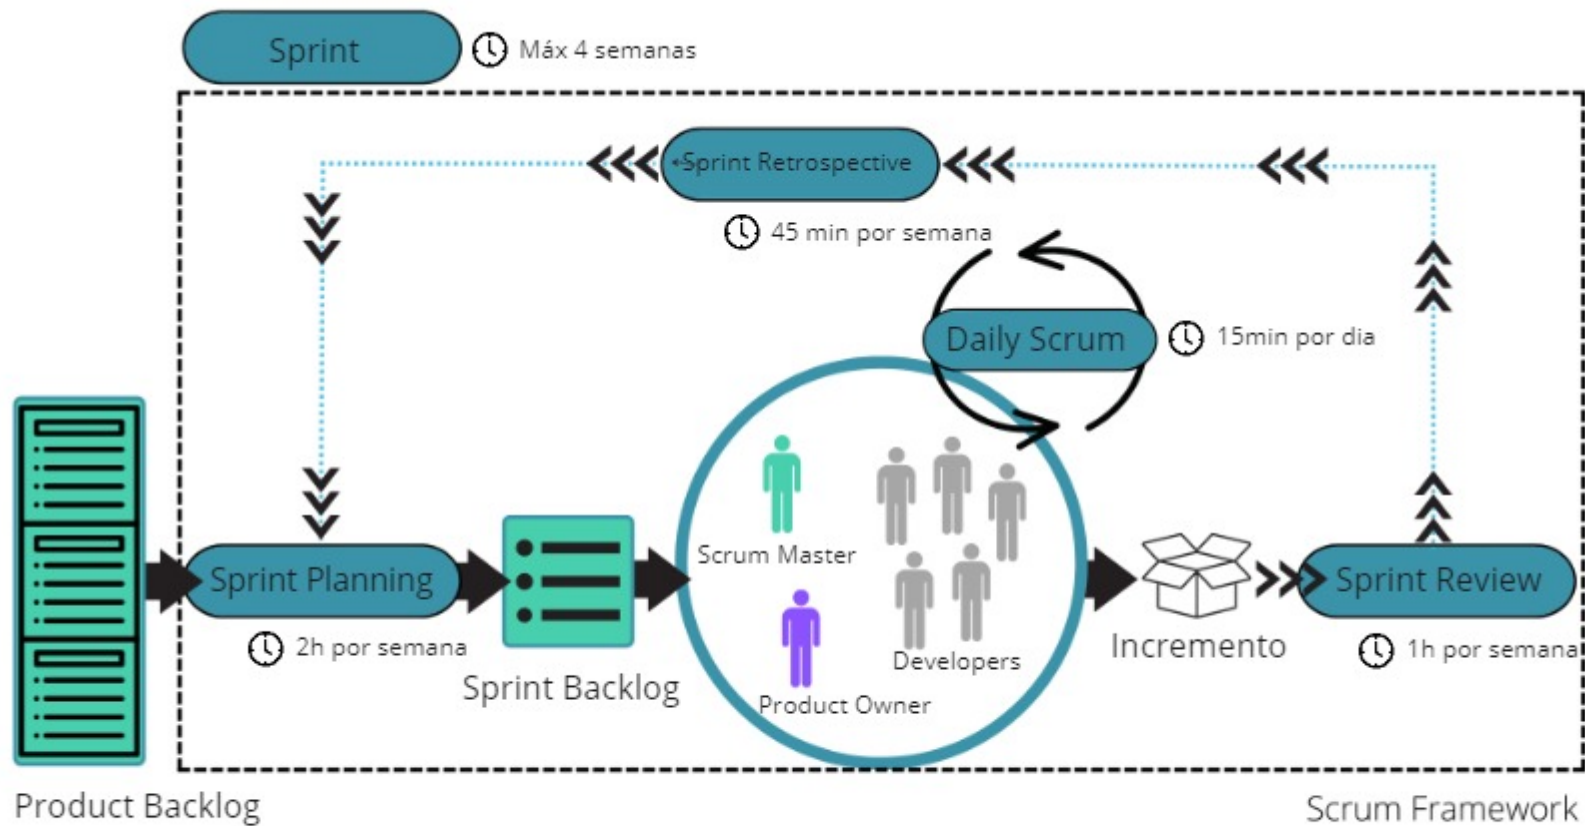 Sprint
Máx 4 semanas
Sprint Retrospective
45 min por semana
Daily Scrum
15min por dia
Scrum Master
Developers
Product Owner
Sprint Planning
2h por semana
Sprint Backlog
Incremento
Sprint Review
1h por semana
Product Backlog
Scrum Framework